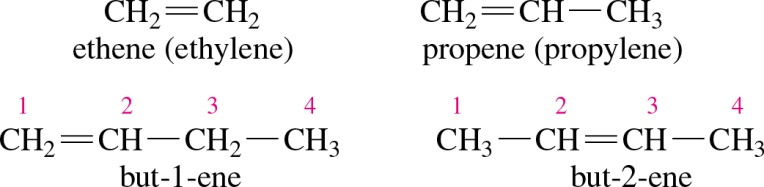 CH₂=CH₂ CH₂=CH—CH₃
ethene (ethylene) propene (propylene)
1 2 3 4 1 2 3 4
CH₂=CH—CH₂—CH₃ CH₃—CH=CH—CH₃
but-1-ene but-2-ene